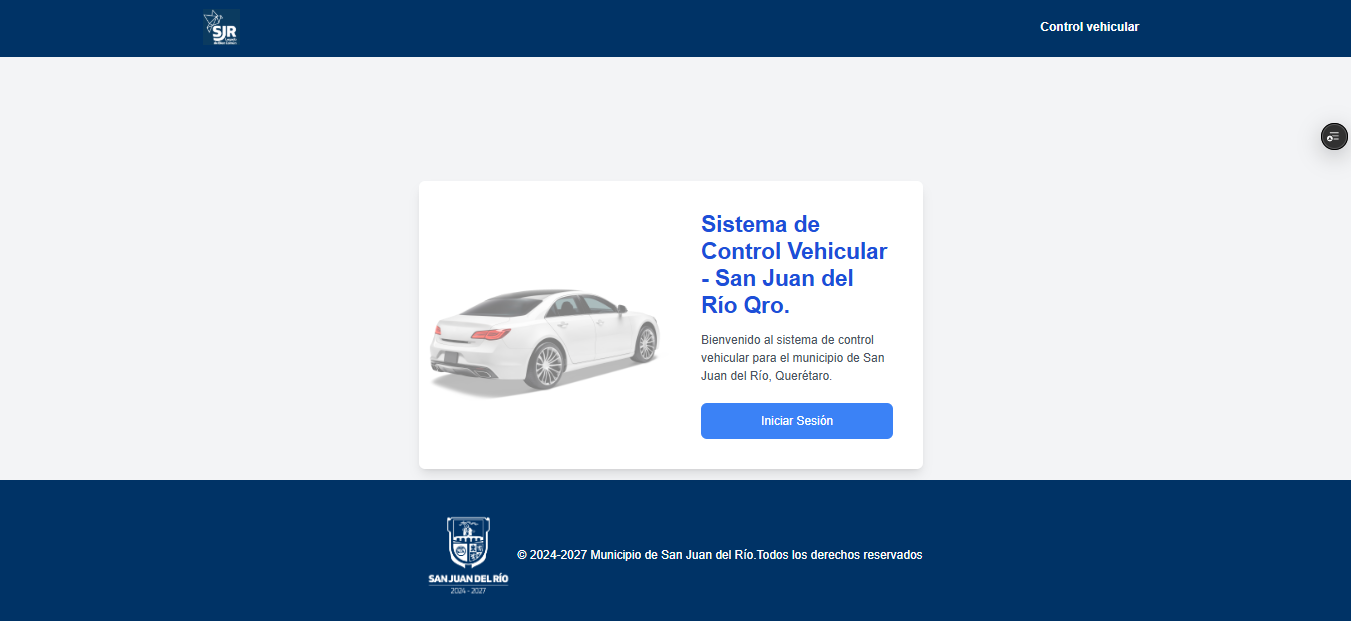 SJR
Control vehicular
Sistema de
Control Vehicular
- San Juan del
Río Qro.
Bienvenido al sistema de control
vehicular para el municipio de San
Juan del Río, Querétaro.
Iniciar Sesión
SAN JUAN DEL RÍO
2024 - 2027
© 2024-2027 Municipio de San Juan del Río.Todos los derechos reservados